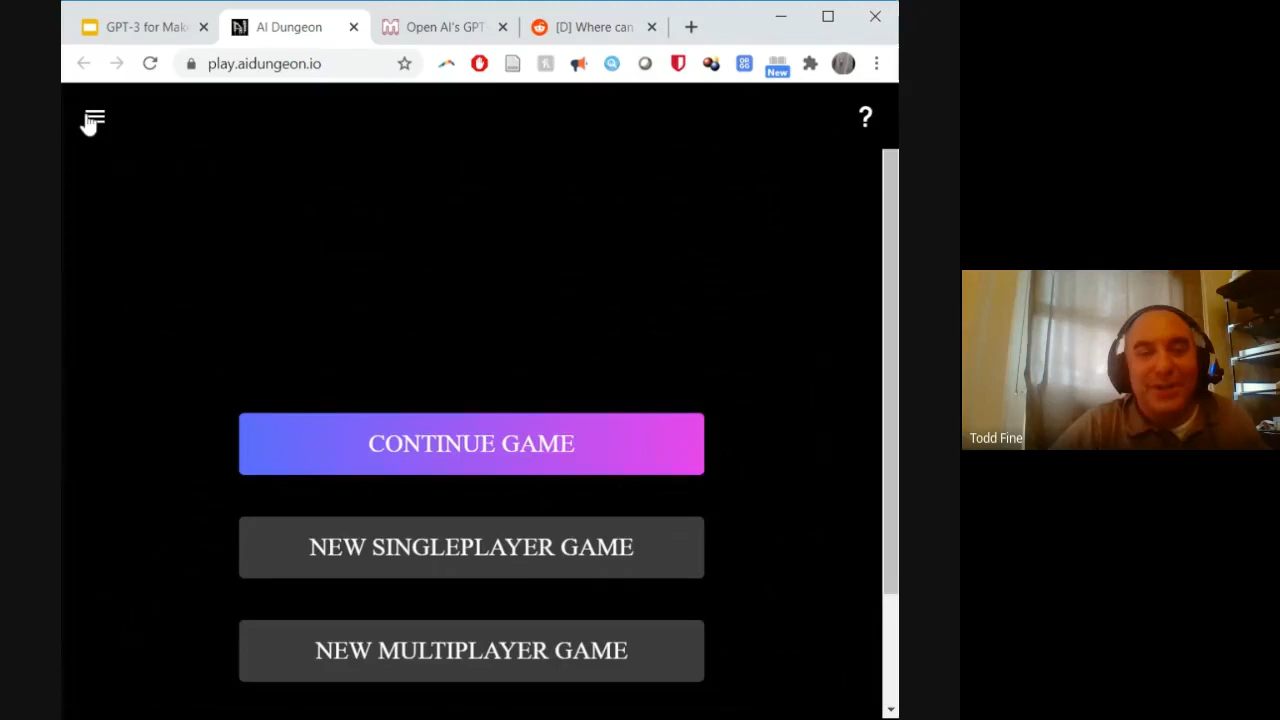 GPT-3 for Mak
AI Dungeon
Open AI's GPT-
[D] Where can
play.aidungeon.io
New
?
CONTINUE GAME
NEW SINGLEPLAYER GAME
NEW MULTIPLAYER GAME
Todd Fine